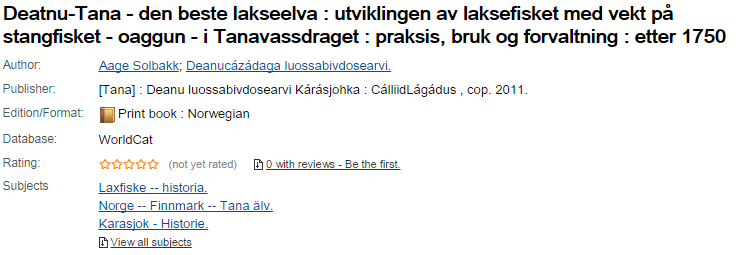 Deatnu-Tana - den beste lakseelva : utviklingen av laksefisket med vekt på
stangfisket - oaggun - i Tanavassdraget : praksis, bruk og forvaltning : etter 1750
Author: Aage Solbakk; Deanucázádaga luossabivdosearvi.
Publisher: [Tana] : Deanu luossabivdosearvi Kárásjohka : CálliidLágádus , cop. 2011.
Edition/Format: Print book : Norwegian
Database: WorldCat
Rating: (not yet rated) 0 with reviews - Be the first.
Subjects Laxfiske -- historia.
Norge -- Finnmark -- Tana älv.
Karasjok - Historie.
View all subjects